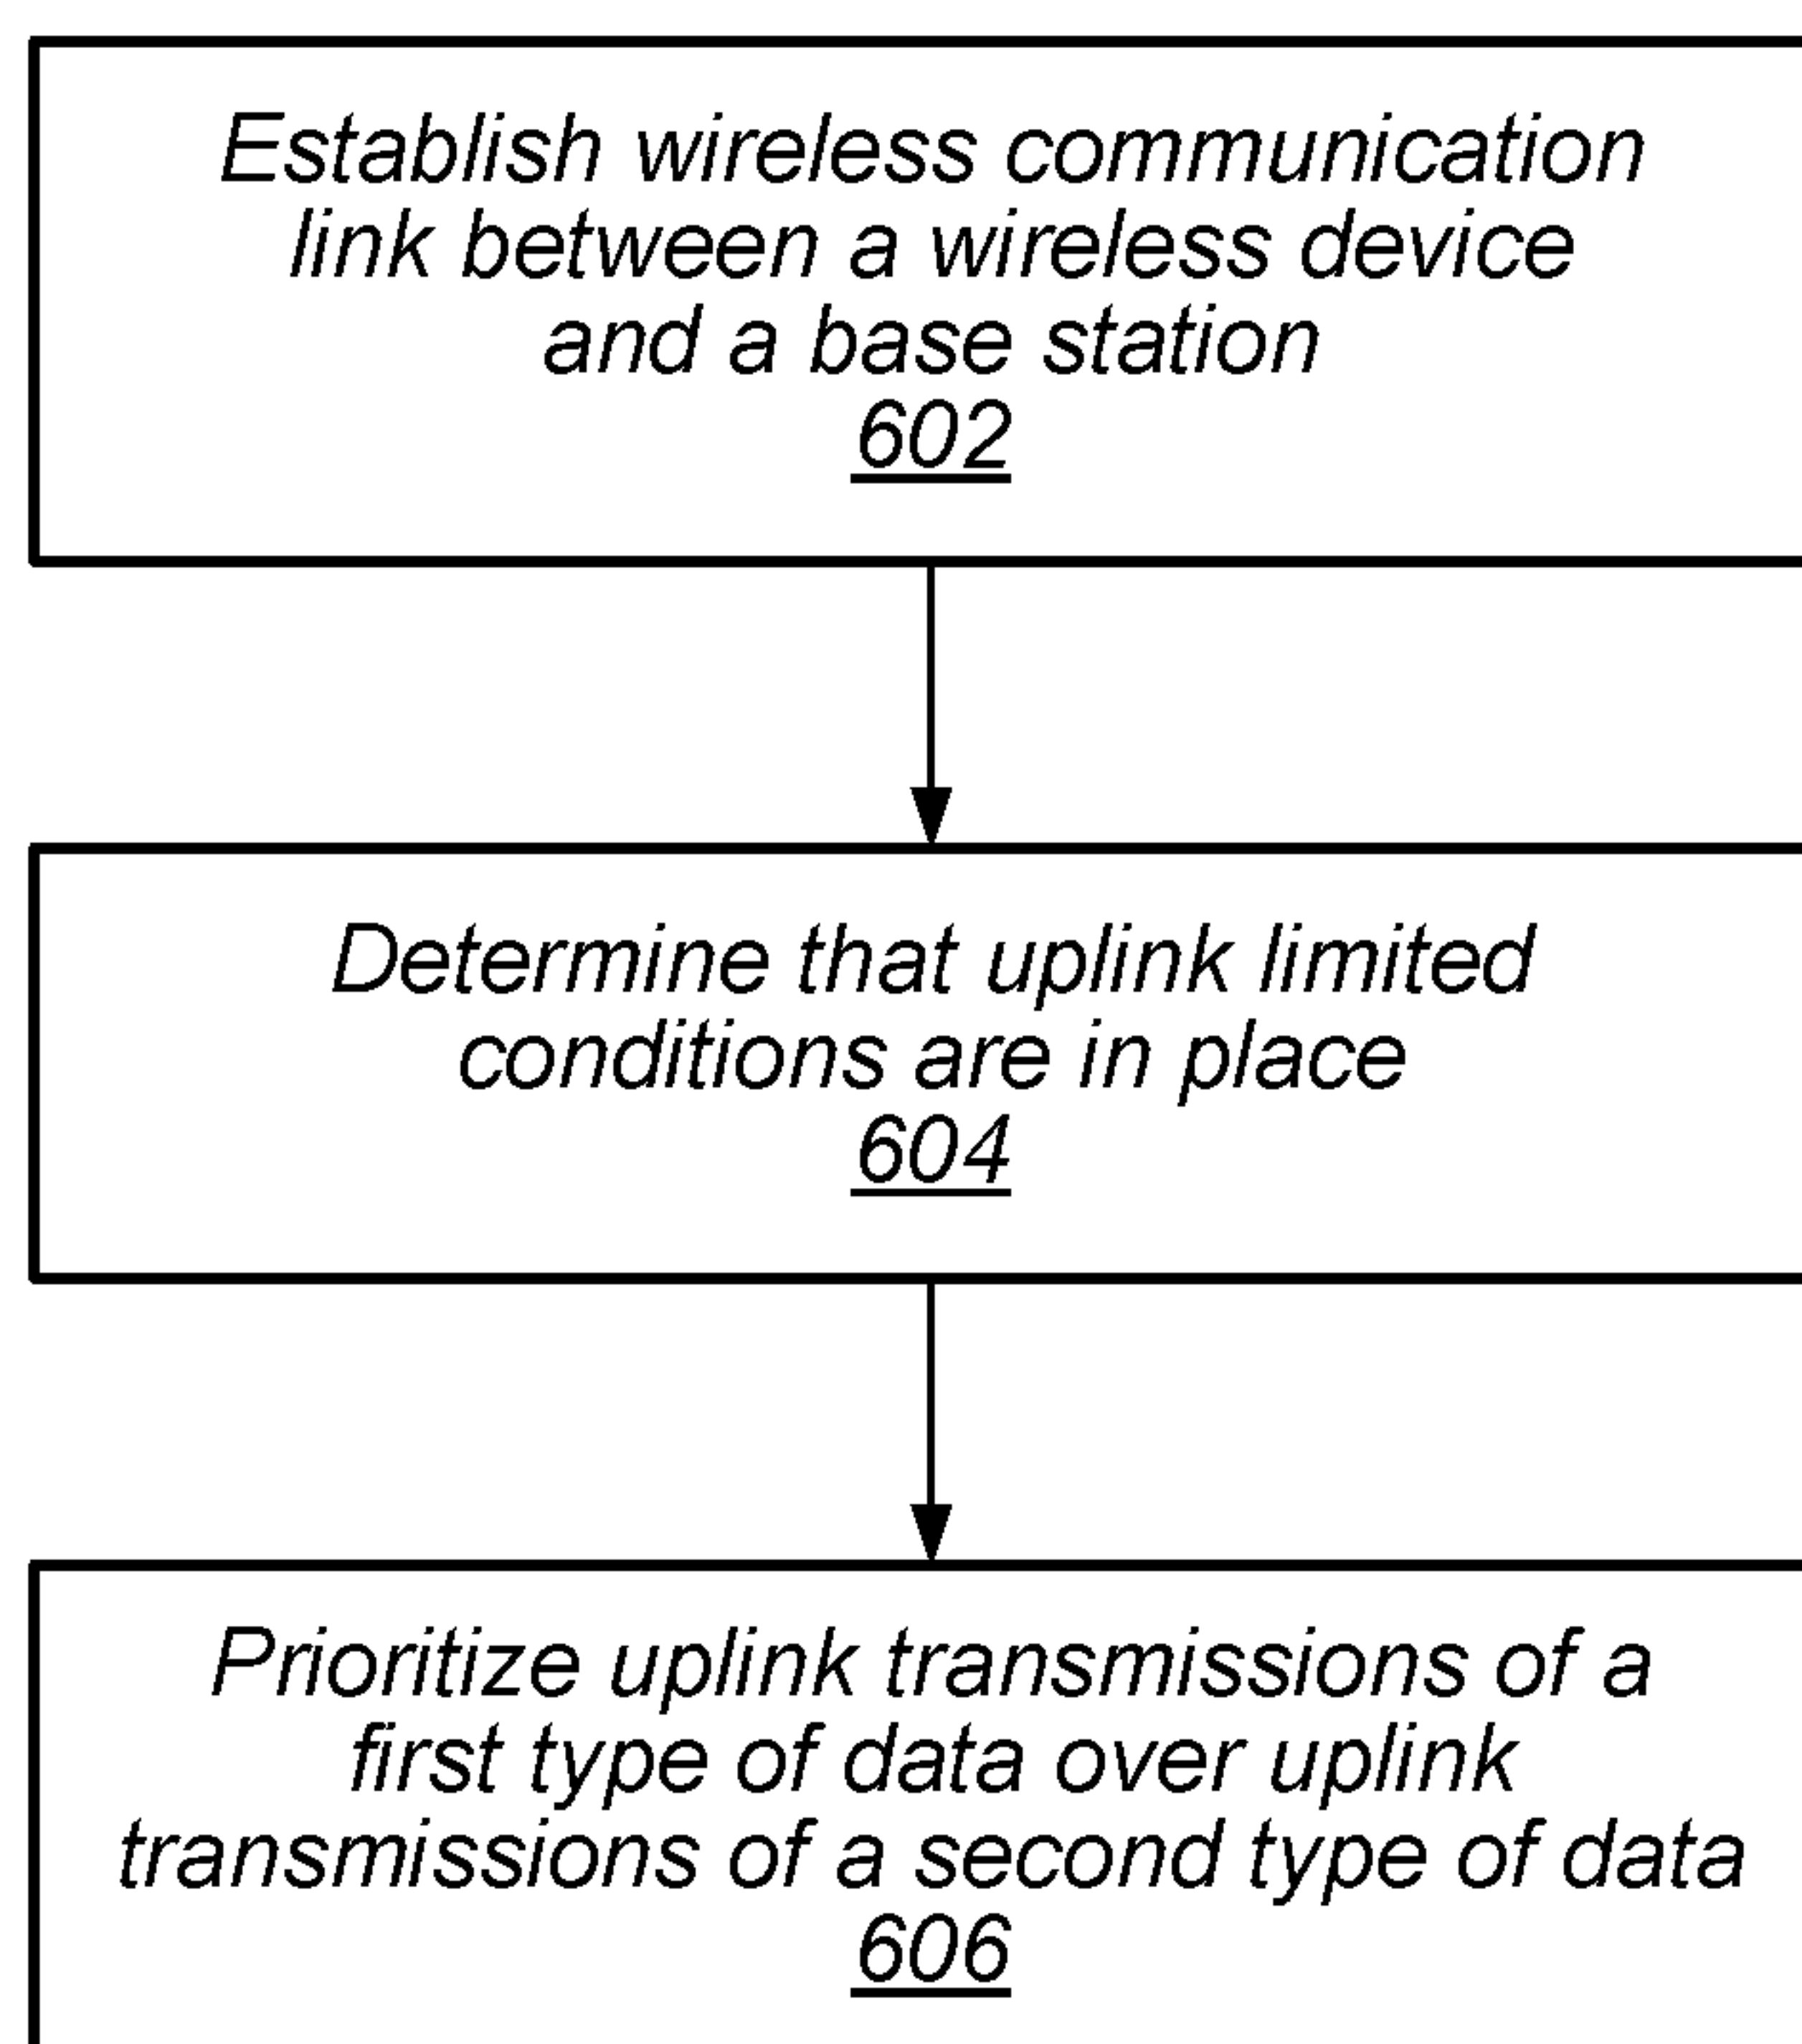 Establish wireless communication
link between a wireless device
and a base station
602
Determine that uplink limited
conditions are in place
604
Prioritize uplink transmissions of a
first type of data over uplink
transmissions of a second type of data
606